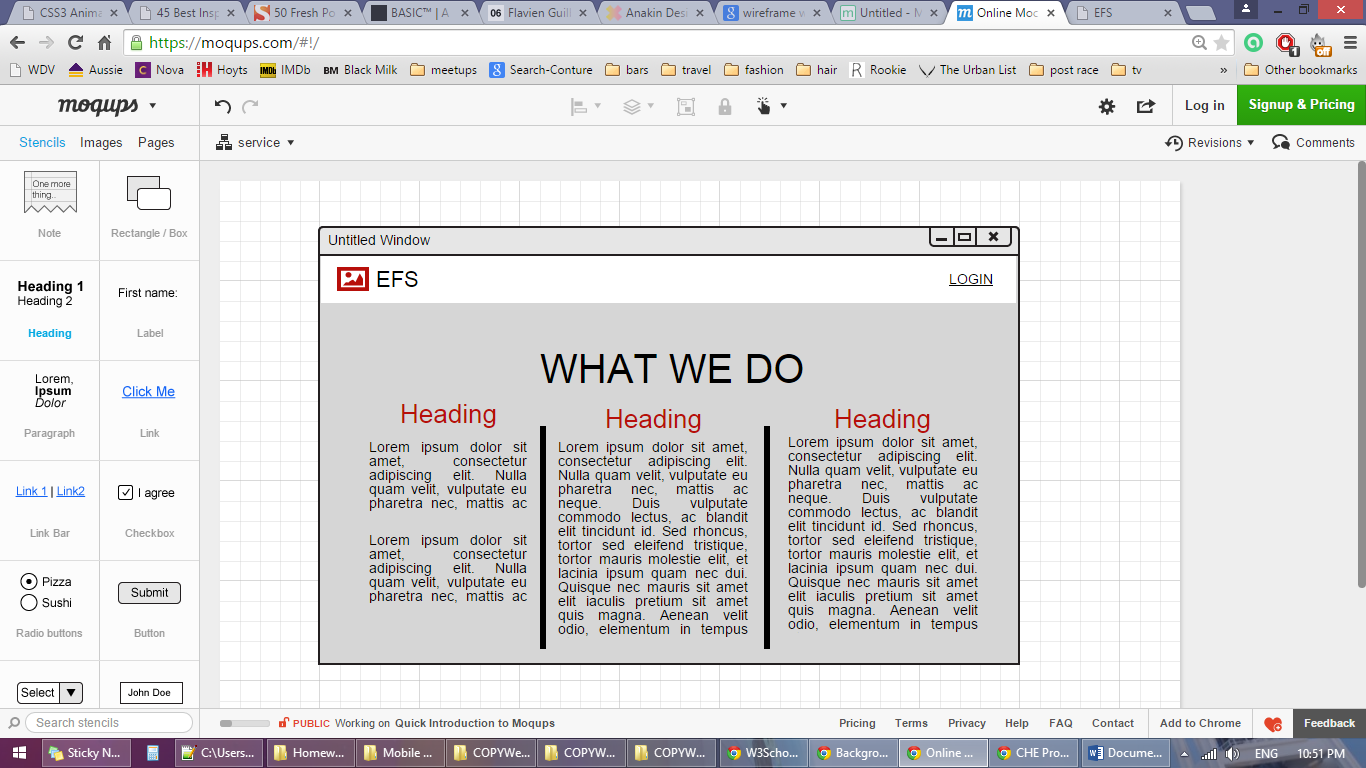 CSS3 Anima
45 Best Insp
50 Fresh Po
BASIC™ | A
06 Flavien Guill
Anakin Desi
wireframe w
Untitled - M
Online Moc
EFS
https://moqups.com/#!/
WDV
Aussie
Nova
Hoyts
IMDb IMDb
BM Black Milk
meetups
Search-Conture
bars
travel
fashion
hair
Rookie
The Urban List
post race
tv
»
Other bookmarks
1
off
moqups
Log in
Signup & Pricing
Stencils Images Pages
service
Revisions
Comments
One more
thing..
Note
Rectangle / Box
Heading 1
Heading 2
Heading
First name:
Label
Lorem,
Ipsum
Dolor
Paragraph
Click Me
Link
Link 1 | Link2
Link Bar
I agree
Checkbox
Pizza
Sushi
Radio buttons
Submit
Button
Select
John Doe
Search stencils
Untitled Window
EFS
LOGIN
WHAT WE DO
Heading
Lorem ipsum dolor sit
amet, consectetur
adipiscing elit. Nulla
quam velit, vulputate eu
pharetra nec, mattis ac
Lorem ipsum dolor sit
amet, consectetur
adipiscing elit. Nulla
quam velit, vulputate eu
pharetra nec, mattis ac
Heading
Lorem ipsum dolor sit amet,
consectetur adipiscing elit.
Nulla quam velit, vulputate eu
pharetra nec, mattis ac
neque. Duis vulputate
commodo lectus, ac blandit
elit tincidunt id. Sed rhoncus,
tortor sed eleifend tristique,
tortor mauris molestie elit, et
lacinia ipsum quam nec dui.
Quisque nec mauris sit amet
elit iaculis pretium sit amet
quis magna. Aenean velit
odio, elementum in tempus
Heading
Lorem ipsum dolor sit amet,
consectetur adipiscing elit.
Nulla quam velit, vulputate eu
pharetra nec, mattis ac
neque. Duis vulputate
commodo lectus, ac blandit
elit tincidunt id. Sed rhoncus,
tortor sed eleifend tristique,
tortor mauris molestie elit, et
lacinia ipsum quam nec dui.
Quisque nec mauris sit amet
elit iaculis pretium sit amet
quis magna. Aenean velit
odio, elementum in tempus
PUBLIC Working on Quick Introduction to Moqups
Pricing
Terms
Privacy
Help
FAQ
Contact
Add to Chrome
Feedback
Sticky N...
C:\Users...
Homew...
Mobile ...
COPYWe...
COPYW...
COPYW...
W3Scho...
Backgro...
Online ...
CHE Pro...
Docume...
ENG
10:51 PM